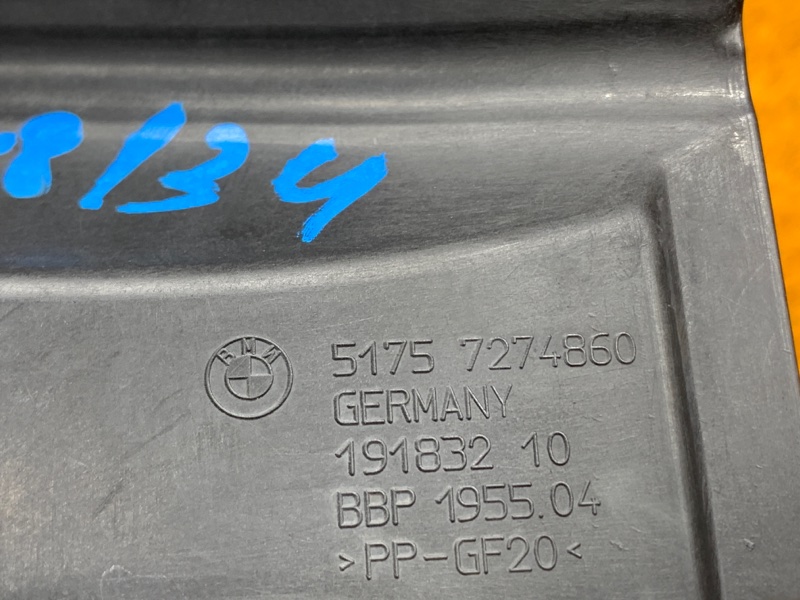 8134
BMW
5175 7274860
GERMANY
191832 10
BBP 1955.04
>PP-GF20<